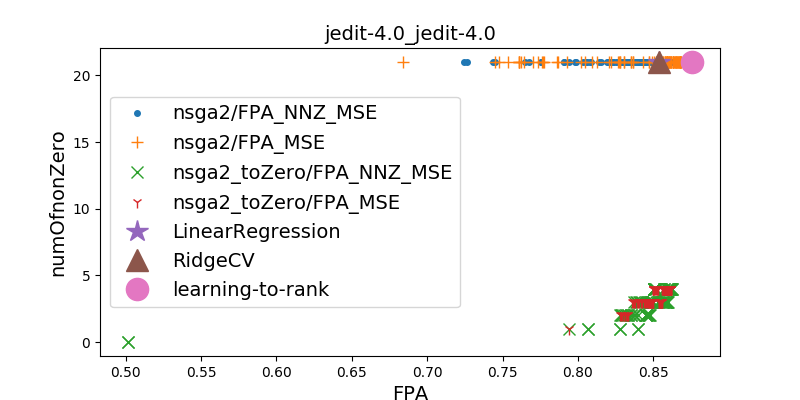 jedit-4.0_jedit-4.0
numOfnonZero
20
15
10
5
0
nsga2/FPA_NNZ_MSE
nsga2/FPA_MSE
nsga2_toZero/FPA_NNZ_MSE
nsga2_toZero/FPA_MSE
LinearRegression
RidgeCV
learning-to-rank
0.50 0.55 0.60 0.65 0.70 0.75 0.80 0.85
FPA